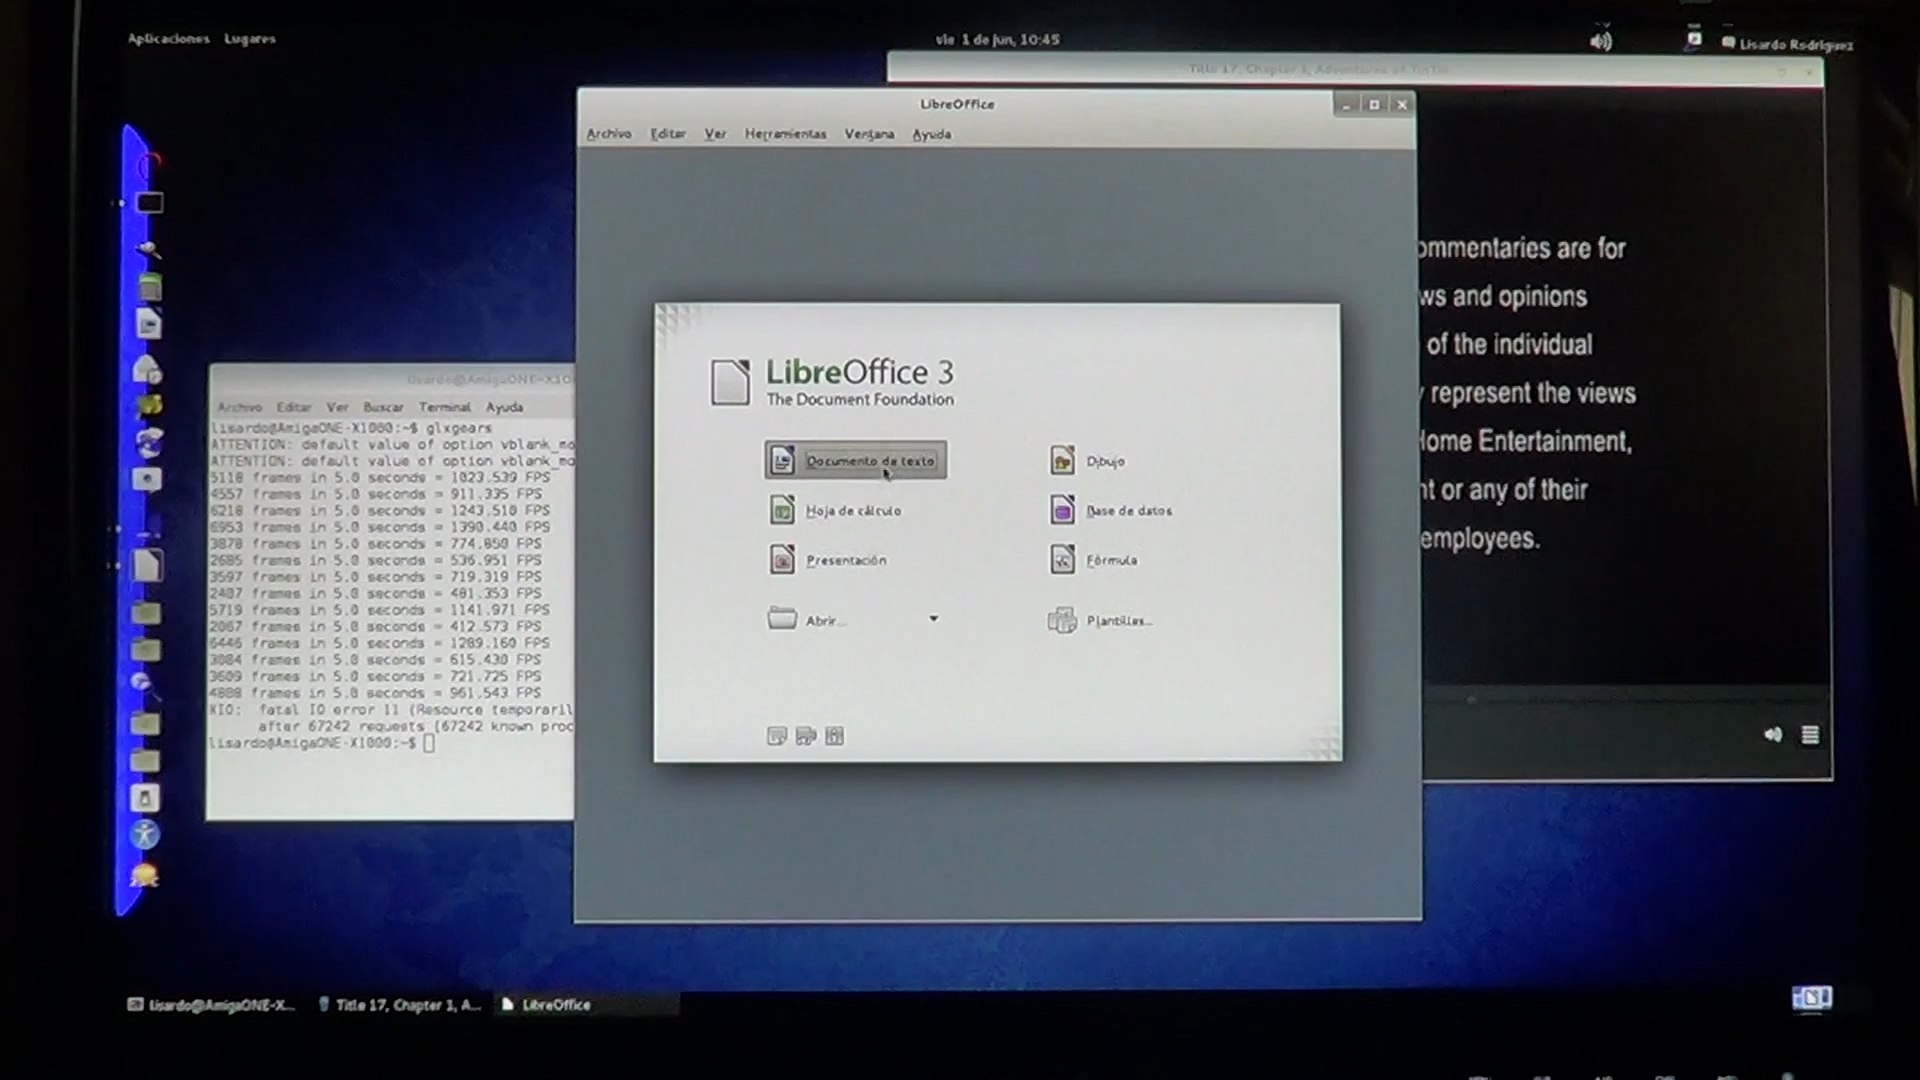 Aplicaciones Lugares
vie 1 de jun, 10:45
Lisardo Rodriguez
Title 17, Chapter 1, Adventures of TinTin
LibreOffice
Archivo Editar Ver Herramientas Ventana Ayuda
LibreOffice 3
The Document Foundation
Documento de texto
Dibujo
Hoja de cálculo
Base de datos
Presentación
Fórmula
Abrir...
Plantillas...
ommentaries are for
ws and opinions
of the individual
represent the views
Home Entertainment,
nt or any of their
employees.
lisardo@AmigaONE-X10
Archivo Editar Ver Buscar Terminal Ayuda
lisardo@AmigaONE-X1000:~$ glxgears
ATTENTION: default value of option vblank_mo
ATTENTION: default value of option vblank_mo
5118 frames in 5.0 seconds = 1023.539 FPS
4557 frames in 5.0 seconds = 911.335 FPS
6218 frames in 5.0 seconds = 1243.510 FPS
6953 frames in 5.0 seconds = 1390.440 FPS
3878 frames in 5.0 seconds = 774.850 FPS
2685 frames in 5.0 seconds = 536.951 FPS
3597 frames in 5.0 seconds = 719.319 FPS
2407 frames in 5.0 seconds = 481.353 FPS
5719 frames in 5.0 seconds = 1141.971 FPS
2067 frames in 5.0 seconds = 412.573 FPS
6446 frames in 5.0 seconds = 1289.160 FPS
3084 frames in 5.0 seconds = 615.430 FPS
3609 frames in 5.0 seconds = 721.725 FPS
4808 frames in 5.0 seconds = 961.543 FPS
XIO: fatal IO error 11 (Resource temporaril
after 67242 requests (67242 known proc
lisardo@AmigaONE-X1000:~$
lisardo@AmigaONE-X...
Title 17, Chapter 1, A...
LibreOffice